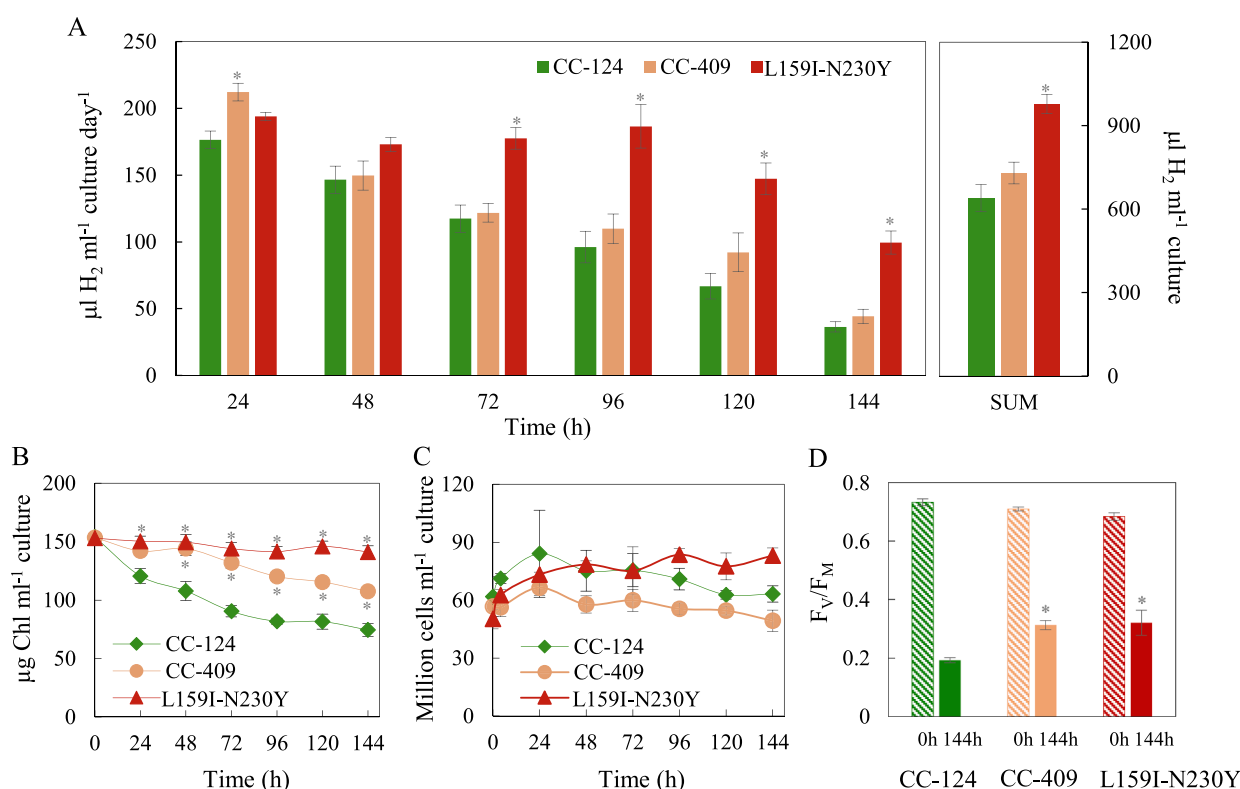 A
250
200
150
100
50
0
µl H₂ ml⁻¹ culture day⁻¹
CC-124 CC-409 L159I-N230Y
* * * * * *
24 48 72 96 120 144
Time (h)
1200
900
600
300
0
µl H₂ ml⁻¹ culture
SUM
B
200
150
100
50
0
µg Chl ml⁻¹ culture
* * * * * *
* * * * *
CC-124
CC-409
L159I-N230Y
0 24 48 72 96 120 144
Time (h)
C
120
90
60
30
0
Million cells ml⁻¹ culture
CC-124
CC-409
L159I-N230Y
0 24 48 72 96 120 144
Time (h)
D
0.8
0.6
0.4
0.2
0
Fᵥ/F_M
* *
0h 144h 0h 144h 0h 144h
CC-124 CC-409 L159I-N230Y